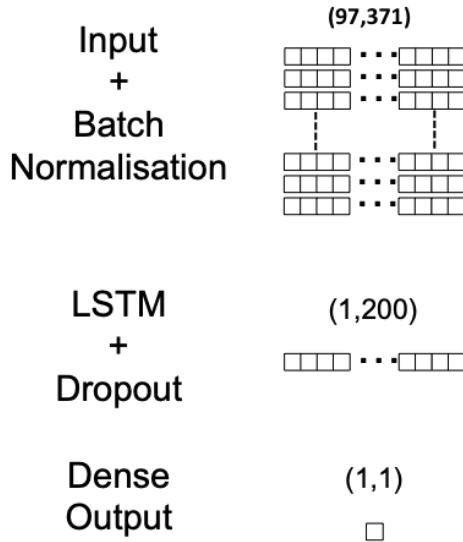 Input
+
Batch
Normalisation
(97,371)
LSTM
+
Dropout
(1,200)
Dense
Output
(1,1)